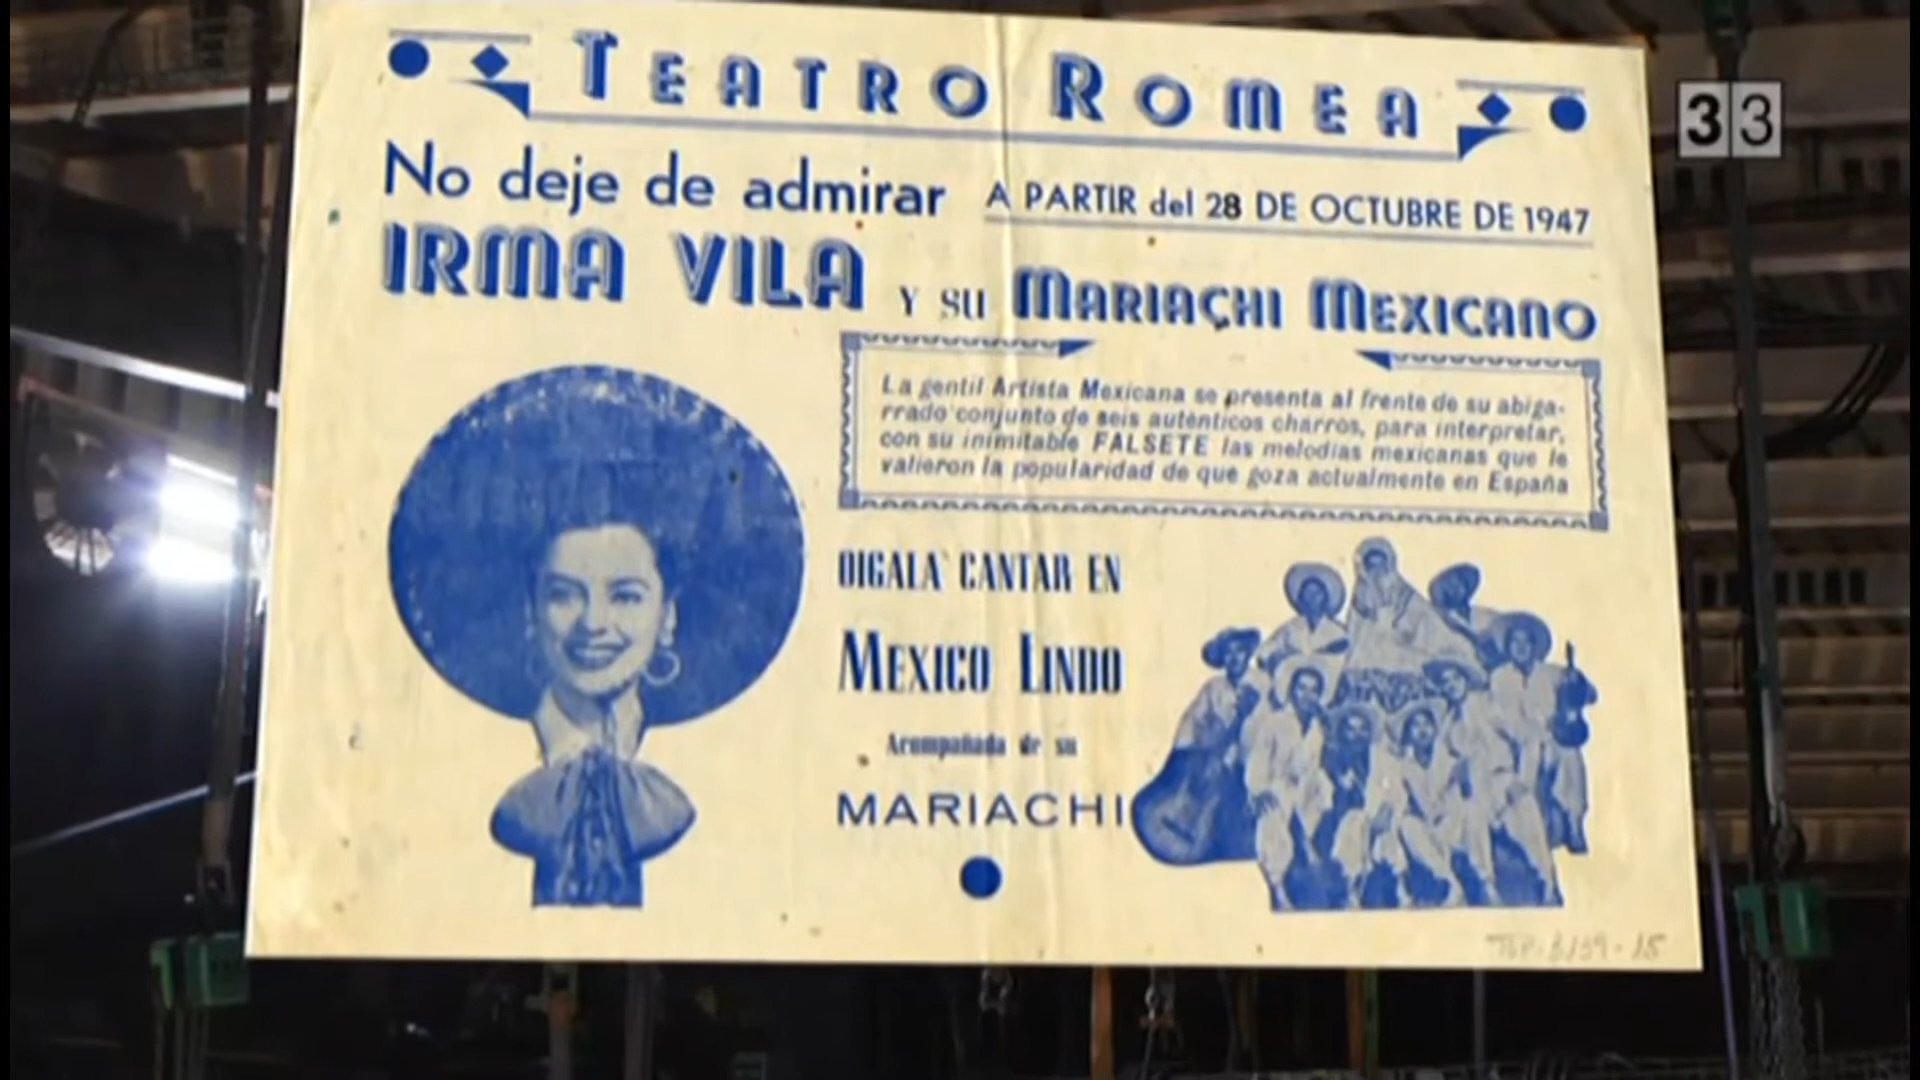 TEATRO ROMEA
33
No deje de admirar A PARTIR del 28 DE OCTUBRE DE 1947
IRMA VILA Y SU MARIACHI MEXICANO
La gentil Artista Mexicana se presenta al frente de su abiga-
rrado conjunto de seis auténticos charros, para interpretar,
con su inimitable FALSETE las melodías mexicanas que le
valieron la popularidad de que goza actualmente en España
OIGALA CANTAR EN
MEXICO LINDO
Acompañada de su
MARIACHI